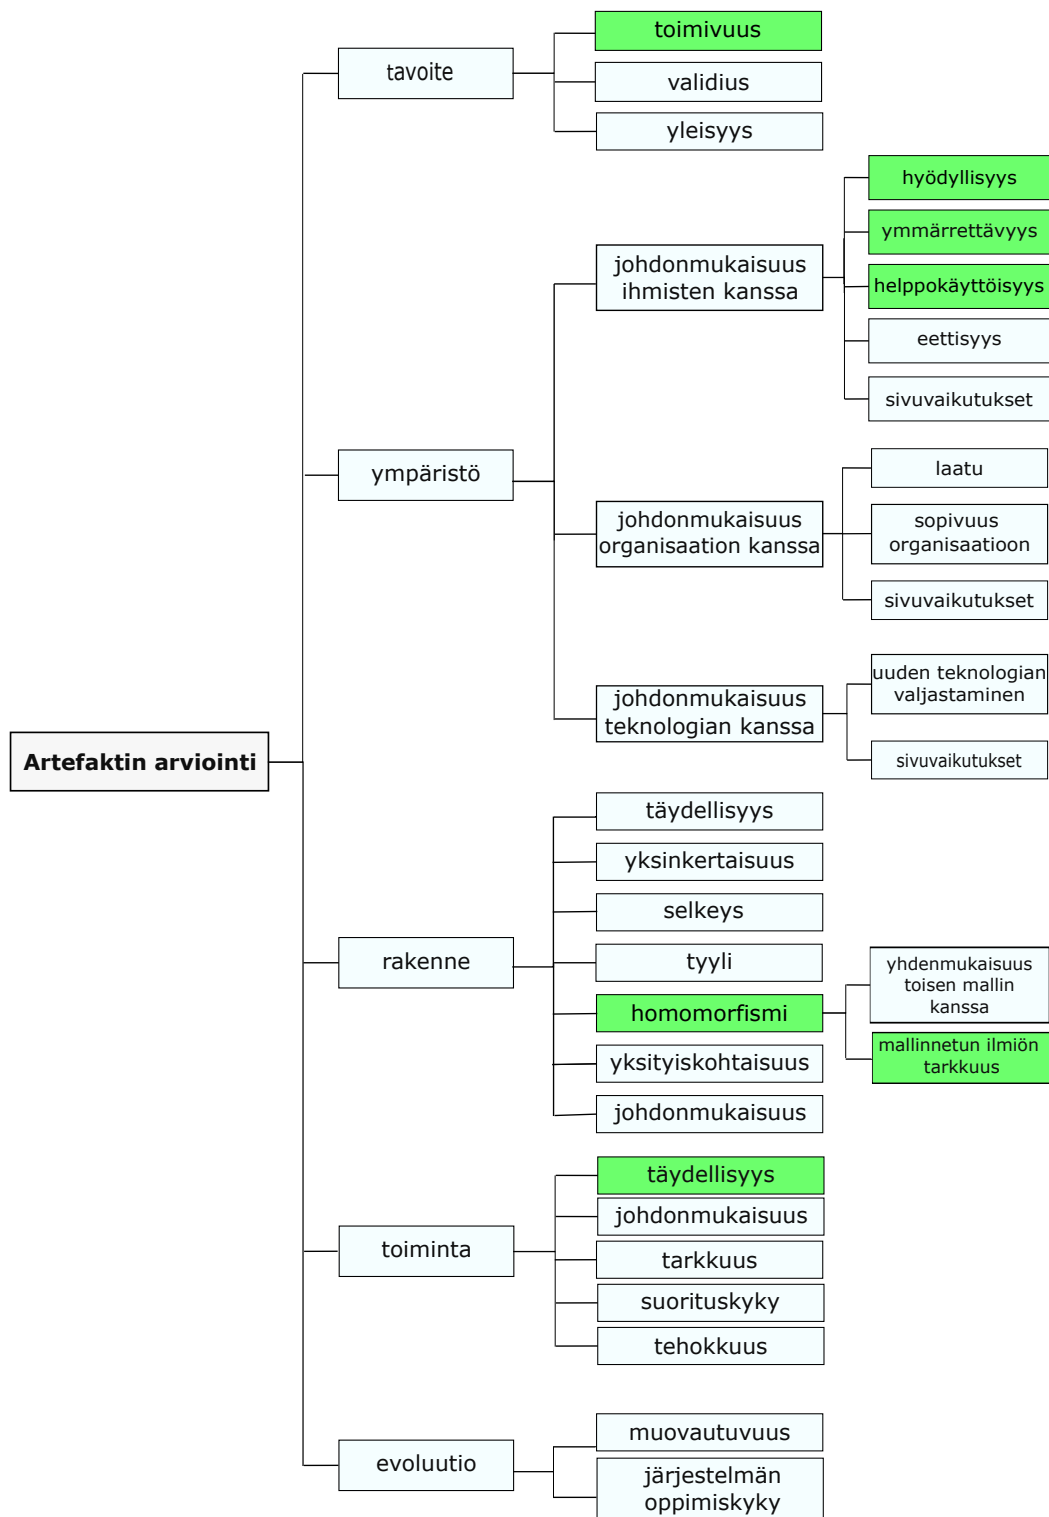 Artefaktin arviointi
tavoite
toimivuus
validius
yleisyys
ympäristö
johdonmukaisuus
ihmisten kanssa
hyödyllisyys
ymmärrettävyys
helppokäyttöisyys
eettisyys
sivuvaikutukset
johdonmukaisuus
organisaation kanssa
laatu
sopivuus
organisaatioon
sivuvaikutukset
johdonmukaisuus
teknologian kanssa
uuden teknologian
valjastaminen
sivuvaikutukset
rakenne
täydellisyys
yksinkertaisuus
selkeys
tyyli
homomorfismi
yhdenmukaisuus
toisen mallin
kanssa
mallinnetun ilmiön
tarkkuus
yksityiskohtaisuus
johdonmukaisuus
toiminta
täydellisyys
johdonmukaisuus
tarkkuus
suorituskyky
tehokkuus
evoluutio
muovautuvuus
järjestelmän
oppimiskyky